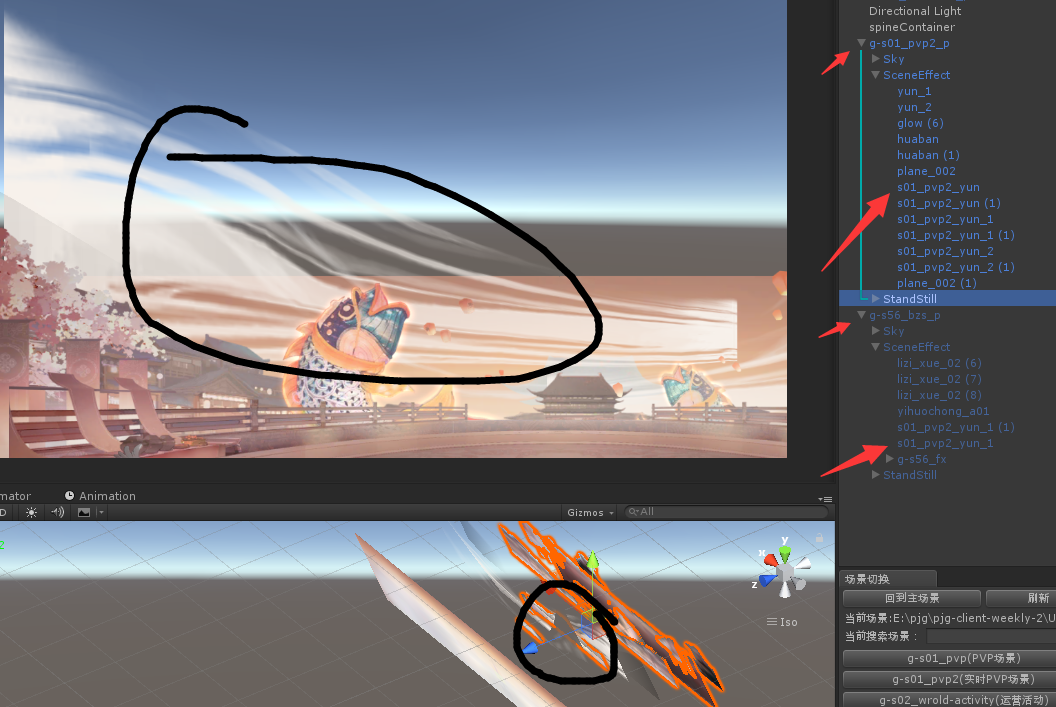 Directional Light
spineContainer
g-s01_pvp2_p
Sky
SceneEffect
yun_1
yun_2
glow (6)
huaban
huaban (1)
plane_002
s01_pvp2_yun
s01_pvp2_yun (1)
s01_pvp2_yun_1
s01_pvp2_yun_1 (1)
s01_pvp2_yun_2
s01_pvp2_yun_2 (1)
plane_002 (1)
StandStill
g-s56_bzs_p
Sky
SceneEffect
lizi_xue_02 (6)
lizi_xue_02 (7)
lizi_xue_02 (8)
yihuochong_a01
s01_pvp2_yun_1 (1)
s01_pvp2_yun_1
g-s56_fx
StandStill
mator
Animation
D
Gizmos
All
z
y
x
z
Iso
场景切换
回到主场景
刷新
当前场景:E:\pjg\pjg-client-weekly-2\U
当前搜索场景：
g-s01_pvp(PVP场景)
g-s01_pvp2(实时PVP场景)
g-s02_wrold-activity(运营活动)